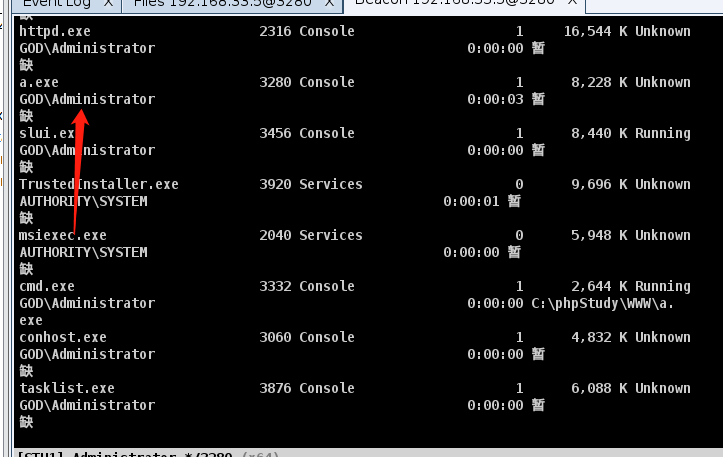 Event Log X Files 192.168.33.5@3280 X Beacon 192.168.33.5@3280 X
缺
httpd.exe 2316 Console 1 16,544 K Unknown
GOD\Administrator 0:00:00 暂
缺
a.exe 3280 Console 1 8,228 K Unknown
GOD\Administrator 0:00:03 暂
缺
slui.exe 3456 Console 1 8,440 K Running
GOD\Administrator 0:00:00 暂
缺
TrustedInstaller.exe 3920 Services 0 9,696 K Unknown
AUTHORITY\SYSTEM 0:00:01 暂
缺
msiexec.exe 2040 Services 0 5,948 K Unknown
AUTHORITY\SYSTEM 0:00:00 暂
缺
cmd.exe 3332 Console 1 2,644 K Running
GOD\Administrator 0:00:00 C:\phpStudy\WWW\a.
exe
conhost.exe 3060 Console 1 4,832 K Unknown
GOD\Administrator 0:00:00 暂
缺
tasklist.exe 3876 Console 1 6,088 K Unknown
GOD\Administrator 0:00:00 暂
缺
[STU1] Administrator */3280 (x64)